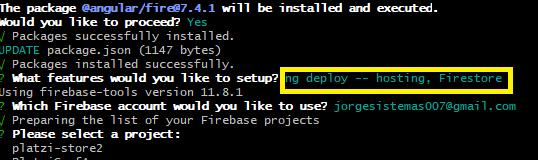 The package @angular/fire@7.4.1 will be installed and executed.
Would you like to proceed? Yes
√ Packages successfully installed.
UPDATE package.json (1147 bytes)
√ Packages installed successfully.
? What features would you like to setup? ng deploy -- hosting, Firestore
Using firebase-tools version 11.8.1
? Which Firebase account would you like to use? jorgesistemas007@gmail.com
√ Preparing the list of your Firebase projects
? Please select a project:
platzi-store2